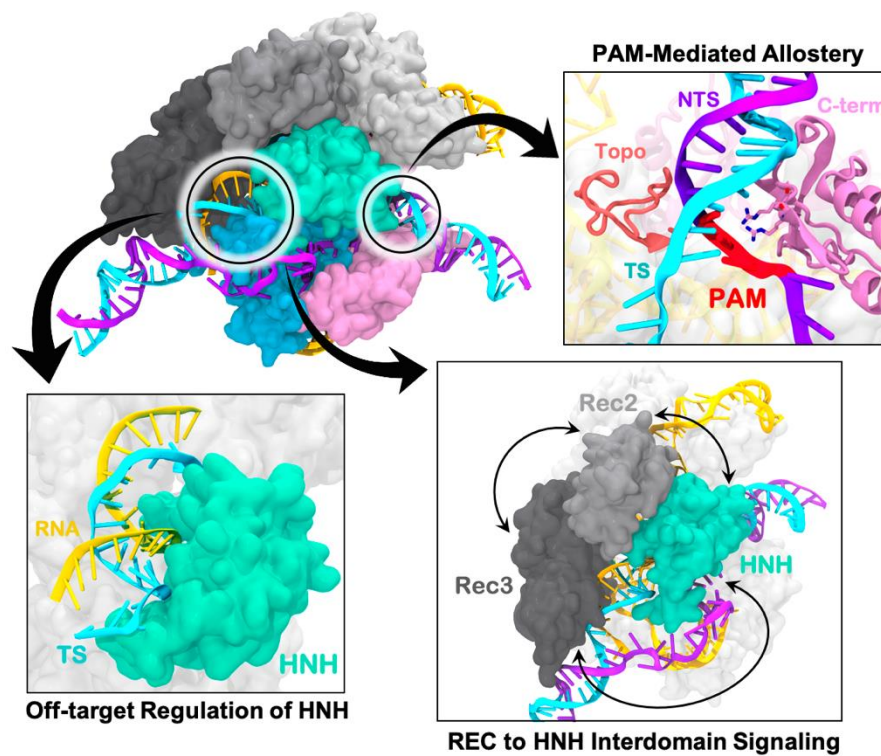 PAM-Mediated Allostery
NTS
C-term
Topo
TS
PAM
RNA
TS
HNH
Off-target Regulation of HNH
Rec2
Rec3
HNH
REC to HNH Interdomain Signaling